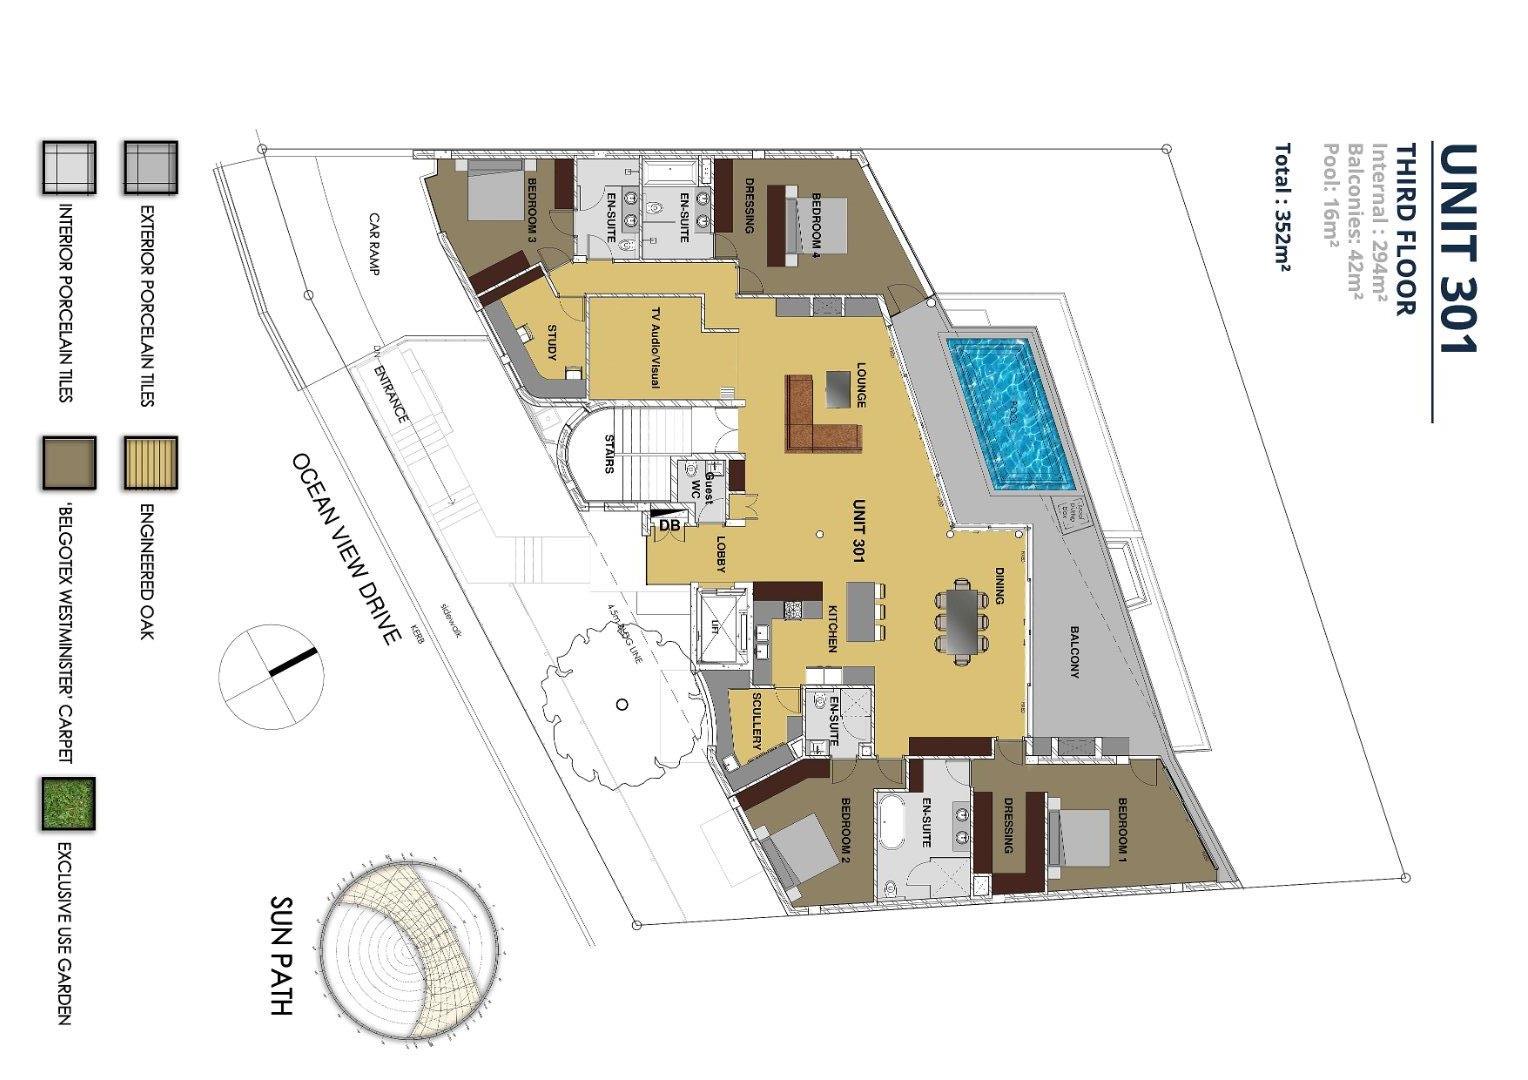 UNIT 301
THIRD FLOOR
Internal : 294m²
Balconies: 42m²
Pool: 16m²
Total : 352m²
BEDROOM 3
EN-SUITE
EN-SUITE
DRESSING
BEDROOM 4
CAR RAMP
STUDY
TV Audio/Visual
LOUNGE
POOL
DN
ENTRANCE
STAIRS
Guest
WC
DB
LOBBY
UNIT 301
DINING
BALCONY
KITCHEN
LIFT
SCULLERY
EN-SUITE
BEDROOM 2
EN-SUITE
DRESSING
BEDROOM 1
OCEAN VIEW DRIVE
sidewalk
KERB
4.5m BLDG LINE
SUN PATH
EXTERIOR PORCELAIN TILES
ENGINEERED OAK
INTERIOR PORCELAIN TILES
'BELGOTEX WESTMINISTER' CARPET
EXCLUSIVE USE GARDEN